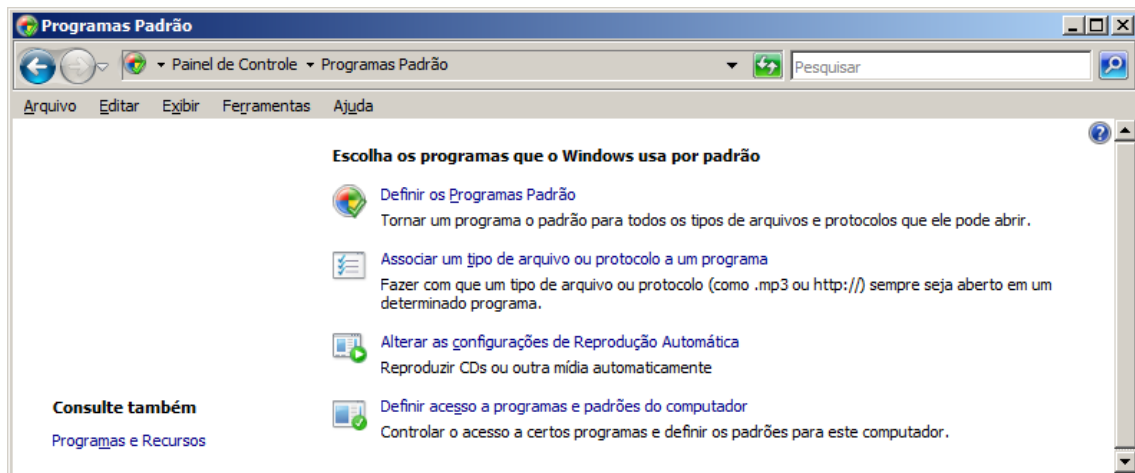 Programas Padrão
Painel de Controle Programas Padrão
Pesquisar
Arquivo Editar Exibir Ferramentas Ajuda
Escolha os programas que o Windows usa por padrão
Definir os Programas Padrão
Tornar um programa o padrão para todos os tipos de arquivos e protocolos que ele pode abrir.
Associar um tipo de arquivo ou protocolo a um programa
Fazer com que um tipo de arquivo ou protocolo (como .mp3 ou http://) sempre seja aberto em um
determinado programa.
Alterar as configurações de Reprodução Automática
Reproduzir CDs ou outra mídia automaticamente
Definir acesso a programas e padrões do computador
Controlar o acesso a certos programas e definir os padrões para este computador.
Consulte também
Programas e Recursos